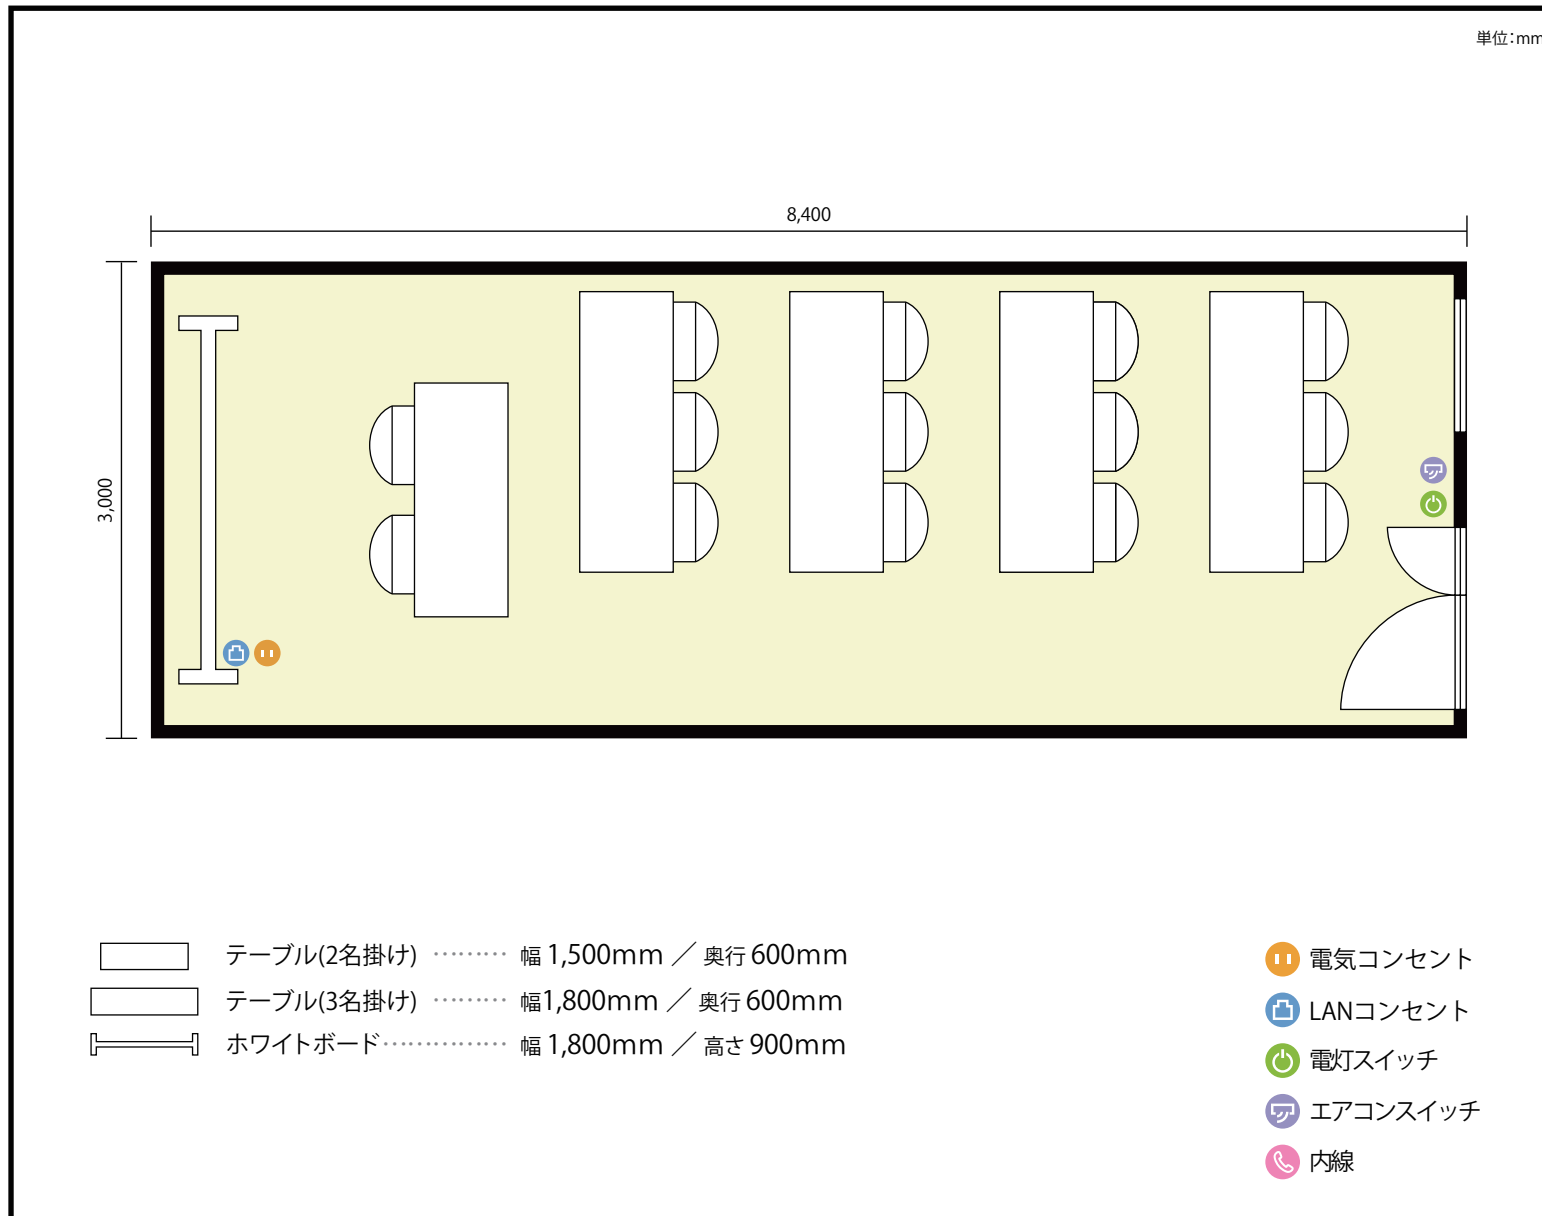 単位：mm
8,400
3,000
テーブル(2名掛け) ……… 幅 1,500mm ／ 奥行 600mm
テーブル(3名掛け) ……… 幅1,800mm ／ 奥行 600mm
ホワイトボード…………… 幅 1,800mm ／ 高さ 900mm
電気コンセント
LANコンセント
電灯スイッチ
エアコンスイッチ
内線